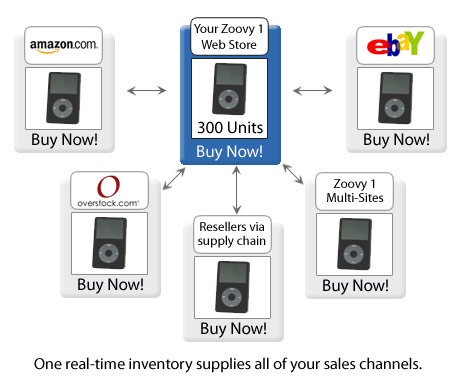 amazon.com.
Buy Now!
Your Zoovy 1
Web Store
300 Units
Buy Now!
ebaY
Buy Now!
O
overstock.com®
Buy Now!
Resellers via
supply chain
Buy Now!
Zoovy 1
Multi-Sites
Buy Now!
One real-time inventory supplies all of your sales channels.